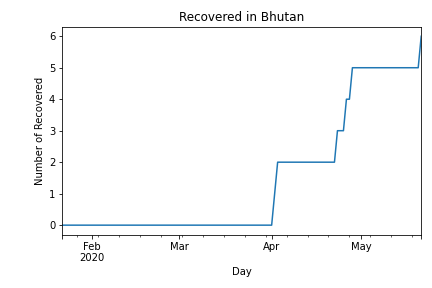 Recovered in Bhutan
Number of Recovered
6
5
4
3
2
1
0
Feb
2020
Mar
Apr
May
Day